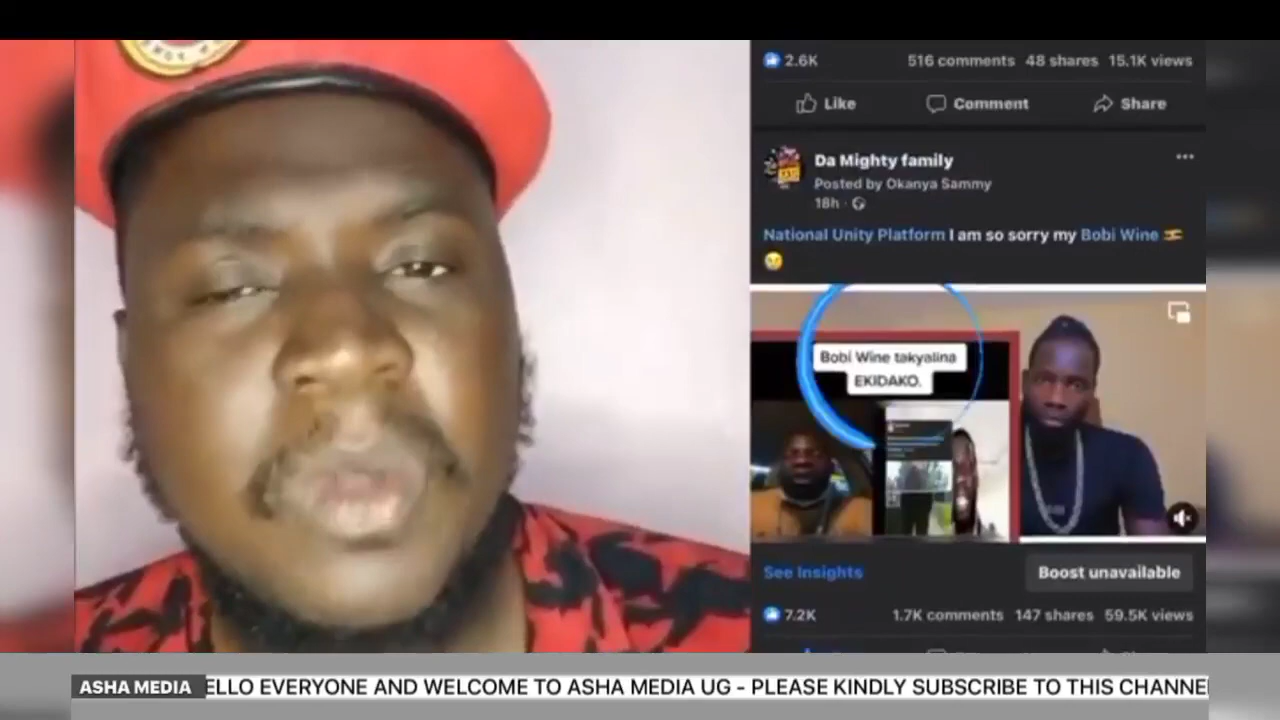 2.6K 516 comments 48 shares 15.1K views
Like Comment Share
Da Mighty family
Posted by Okanya Sammy
18h ·
National Unity Platform I am so sorry my Bobi Wine
Bobi Wine takyalina
EKIDAKO.
See Insights Boost unavailable
7.2K 1.7K comments 147 shares 59.5K views
ASHA MEDIA ELLO EVERYONE AND WELCOME TO ASHA MEDIA UG - PLEASE KINDLY SUBSCRIBE TO THIS CHANNE